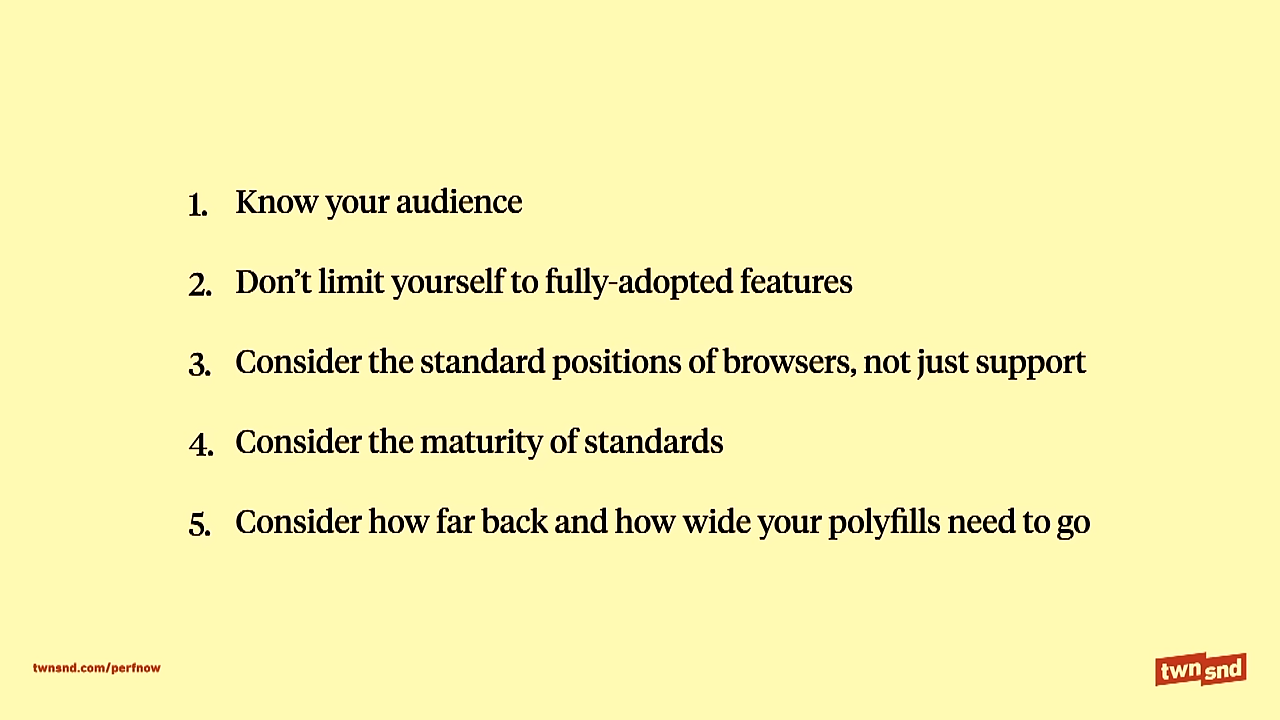 1. Know your audience
2. Don’t limit yourself to fully-adopted features
3. Consider the standard positions of browsers, not just support
4. Consider the maturity of standards
5. Consider how far back and how wide your polyfills need to go
twnsnd.com/perfnow
twn snd